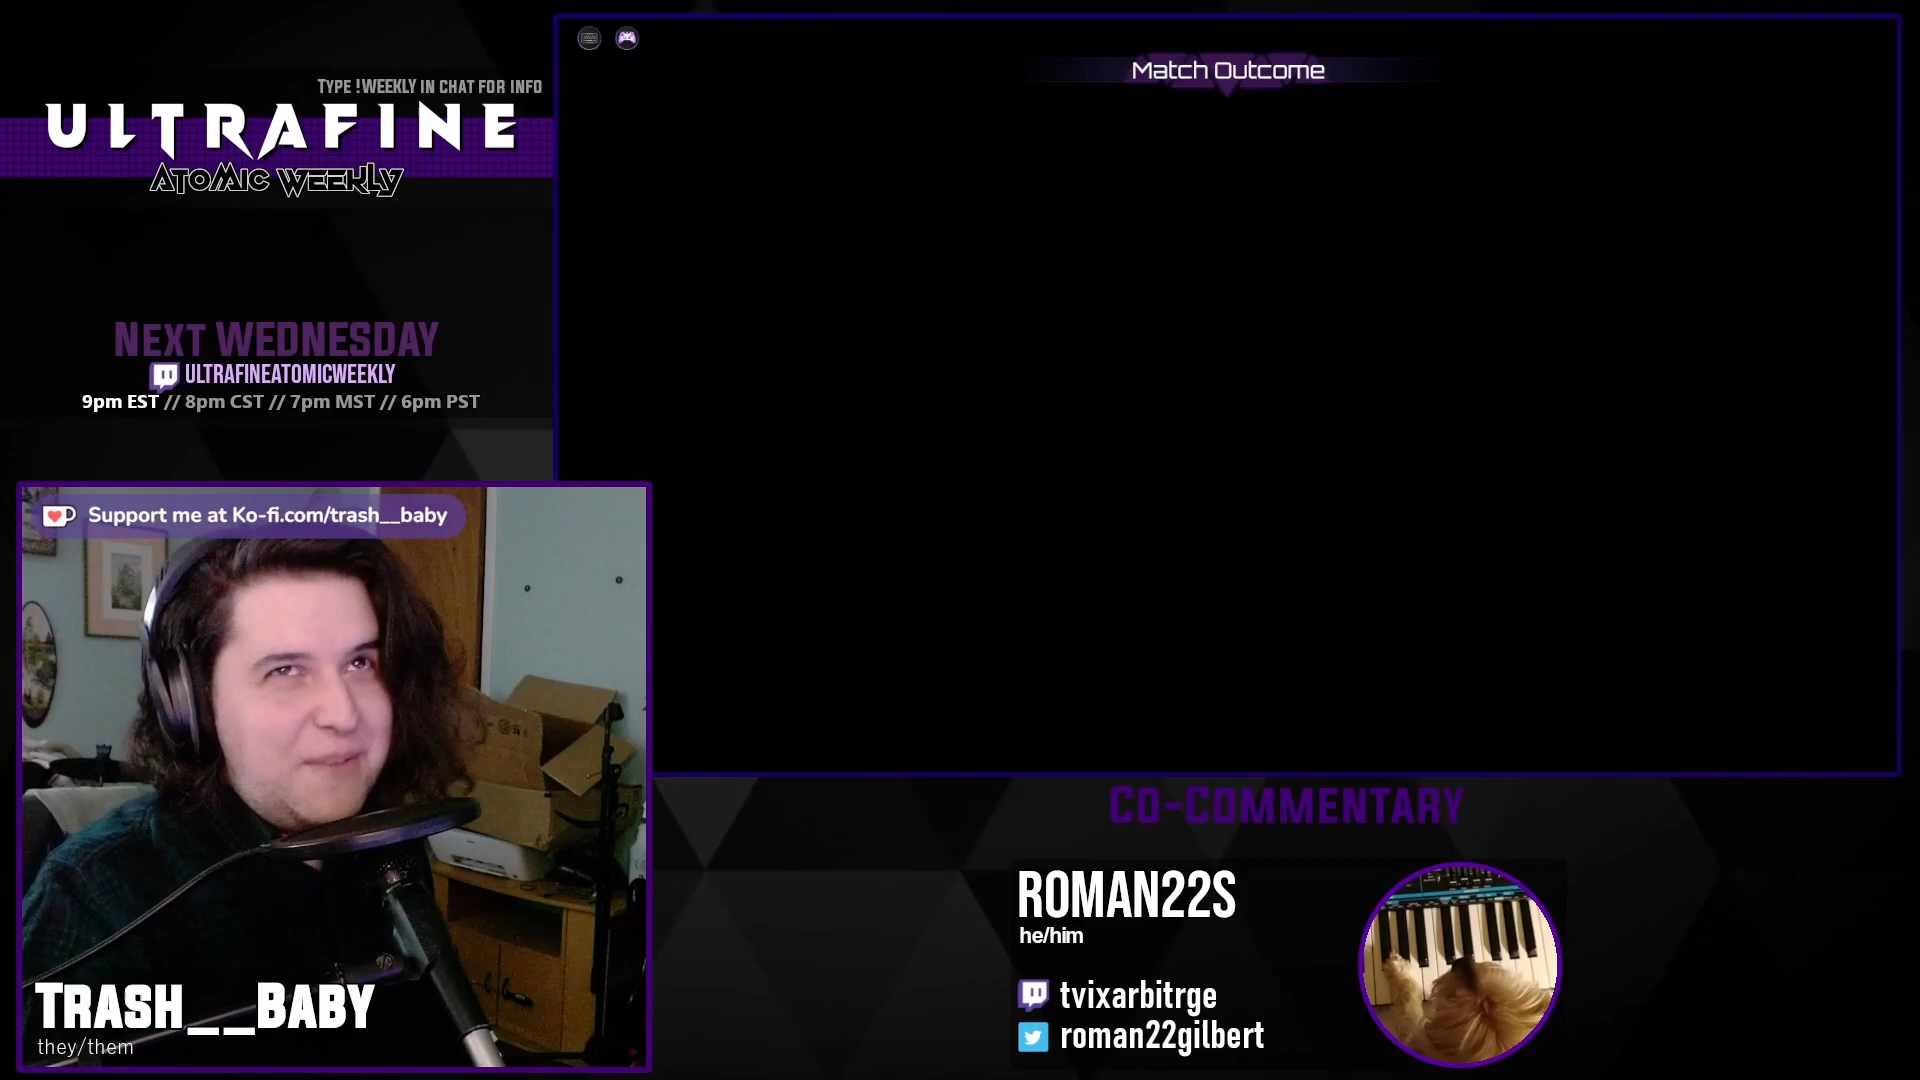 Type !WEEKLY in chat for info
ULTRAFINE
ATOMIC WEEKLY
Match Outcome
Next WEDNESDAY
ULTRAFINEATOMICWEEKLY
9pm EST // 8pm CST // 7pm MST // 6pm PST
Support me at Ko-fi.com/trash__baby
Trash__Baby
they/them
Co-Commentary
ROMAN22S
he/him
tvixarbitrge
roman22gilbert